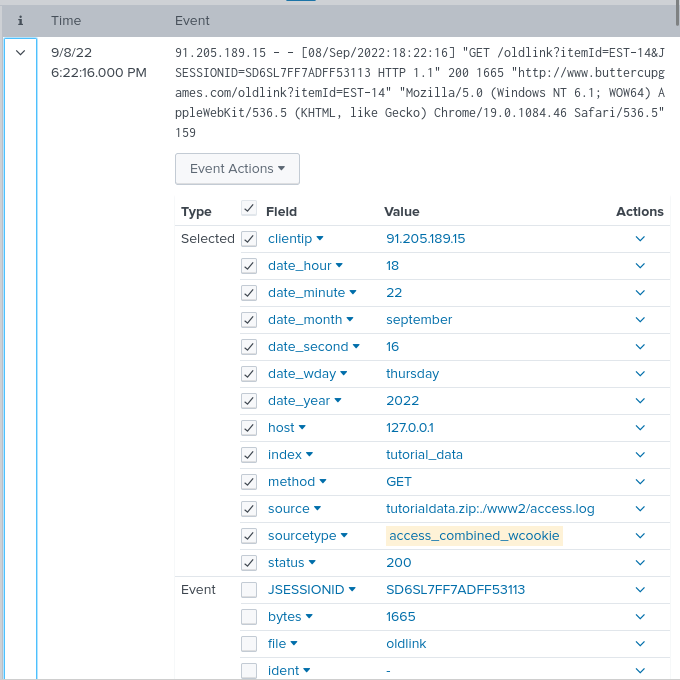 i Time Event
9/8/22
6:22:16.000 PM
91.205.189.15 - - [08/Sep/2022:18:22:16] "GET /oldlink?itemId=EST-14&J
SESSIONID=SD6SL7FF7ADFF53113 HTTP 1.1" 200 1665 "http://www.buttercupg
ames.com/oldlink?itemId=EST-14" "Mozilla/5.0 (Windows NT 6.1; WOW64) A
ppleWebKit/536.5 (KHTML, like Gecko) Chrome/19.0.1084.46 Safari/536.5"
159
Event Actions
Type Field Value Actions
Selected clientip 91.205.189.15
date_hour 18
date_minute 22
date_month september
date_second 16
date_wday thursday
date_year 2022
host 127.0.0.1
index tutorial_data
method GET
source tutorialdata.zip:./www2/access.log
sourcetype access_combined_wcookie
status 200
Event JSESSIONID SD6SL7FF7ADFF53113
bytes 1665
file oldlink
ident -